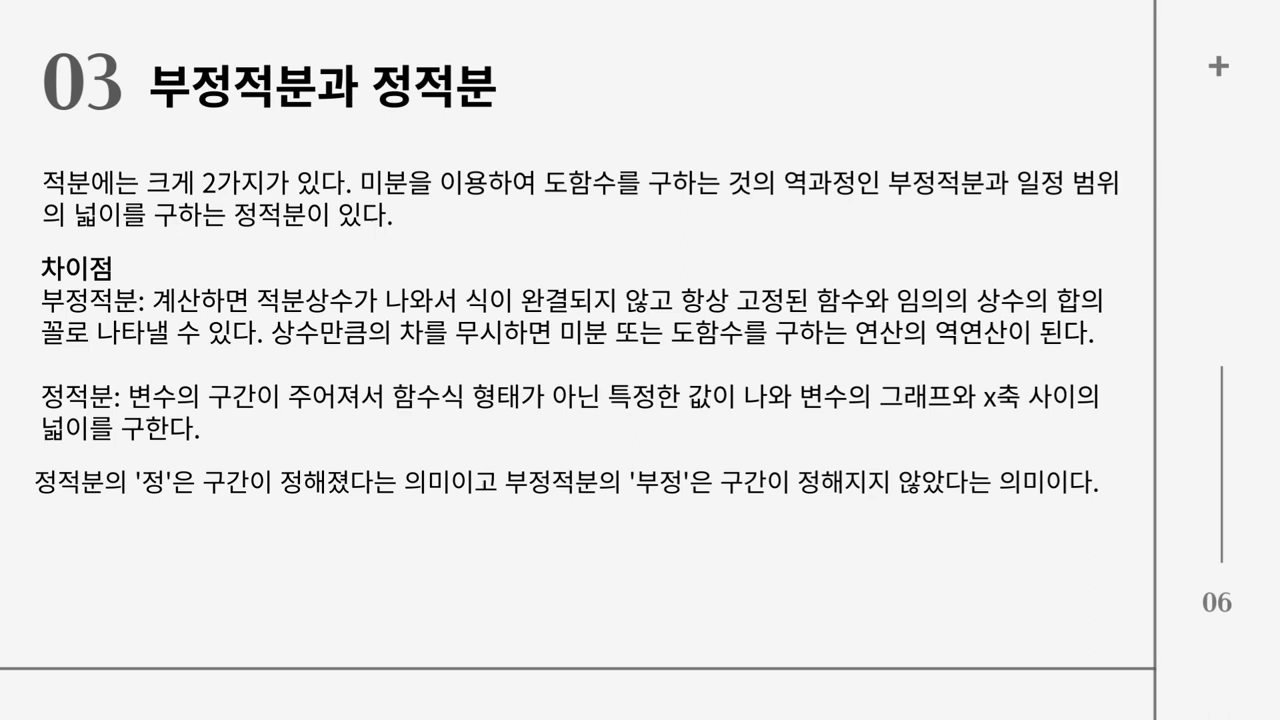 03 부정적분과 정적분
+
적분에는 크게 2가지가 있다. 미분을 이용하여 도함수를 구하는 것의 역과정인 부정적분과 일정 범위
의 넓이를 구하는 정적분이 있다.
차이점
부정적분: 계산하면 적분상수가 나와서 식이 완결되지 않고 항상 고정된 함수와 임의의 상수의 합의
꼴로 나타낼 수 있다. 상수만큼의 차를 무시하면 미분 또는 도함수를 구하는 연산의 역연산이 된다.
정적분: 변수의 구간이 주어져서 함수식 형태가 아닌 특정한 값이 나와 변수의 그래프와 x축 사이의
넓이를 구한다.
정적분의 '정'은 구간이 정해졌다는 의미이고 부정적분의 '부정'은 구간이 정해지지 않았다는 의미이다.
06